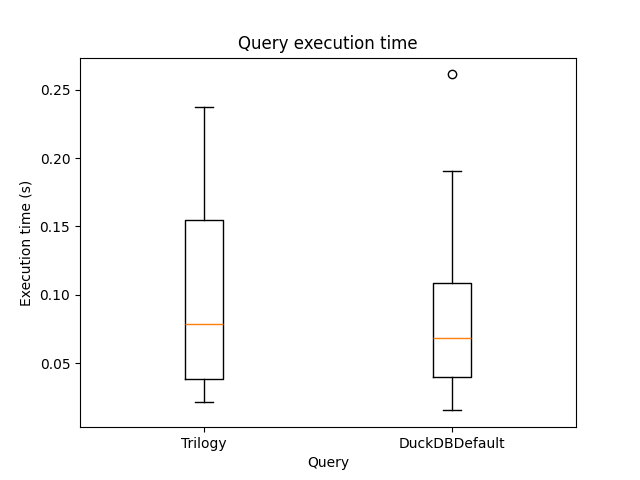 Query execution time
Execution time (s)
0.25
0.20
0.15
0.10
0.05
Trilogy
DuckDBDefault
Query